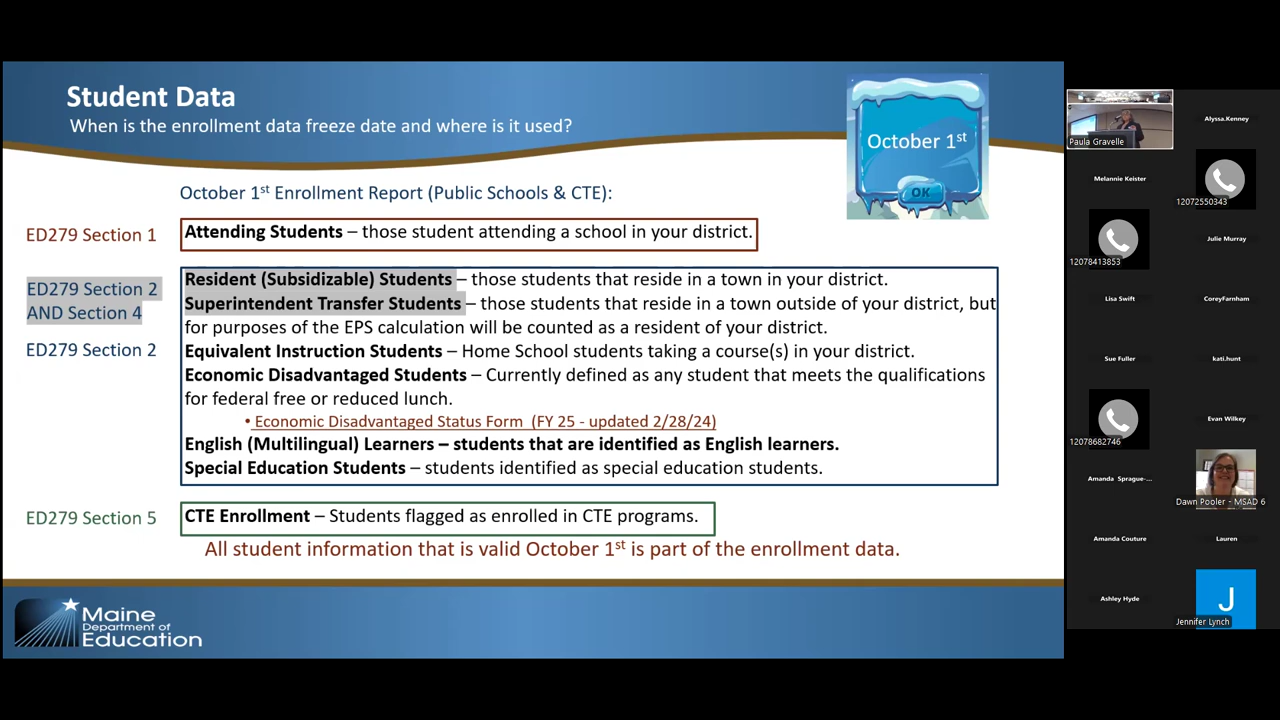 Student Data
When is the enrollment data freeze date and where is it used?
October 1st
OK
October 1st Enrollment Report (Public Schools & CTE):
ED279 Section 1
Attending Students – those student attending a school in your district.
ED279 Section 2
AND Section 4
Resident (Subsidizable) Students – those students that reside in a town in your district.
Superintendent Transfer Students – those students that reside in a town outside of your district, but
for purposes of the EPS calculation will be counted as a resident of your district.
ED279 Section 2
Equivalent Instruction Students – Home School students taking a course(s) in your district.
Economic Disadvantaged Students – Currently defined as any student that meets the qualifications
for federal free or reduced lunch.
• Economic Disadvantaged Status Form (FY 25 - updated 2/28/24)
English (Multilingual) Learners – students that are identified as English learners.
Special Education Students – students identified as special education students.
ED279 Section 5
CTE Enrollment – Students flagged as enrolled in CTE programs.
All student information that is valid October 1st is part of the enrollment data.
Maine
Department of
Education
Paula Gravelle
Alyssa.Kenney
Melannie Keister
12072550343
12078413853
Julie Murray
Lisa Swift
CoreyFarnham
Sue Fuller
kati.hunt
12078682746
Evan Wilkey
Amanda Sprague-...
Dawn Pooler - MSAD 6
Amanda Couture
Lauren
Ashley Hyde
J
Jennifer Lynch